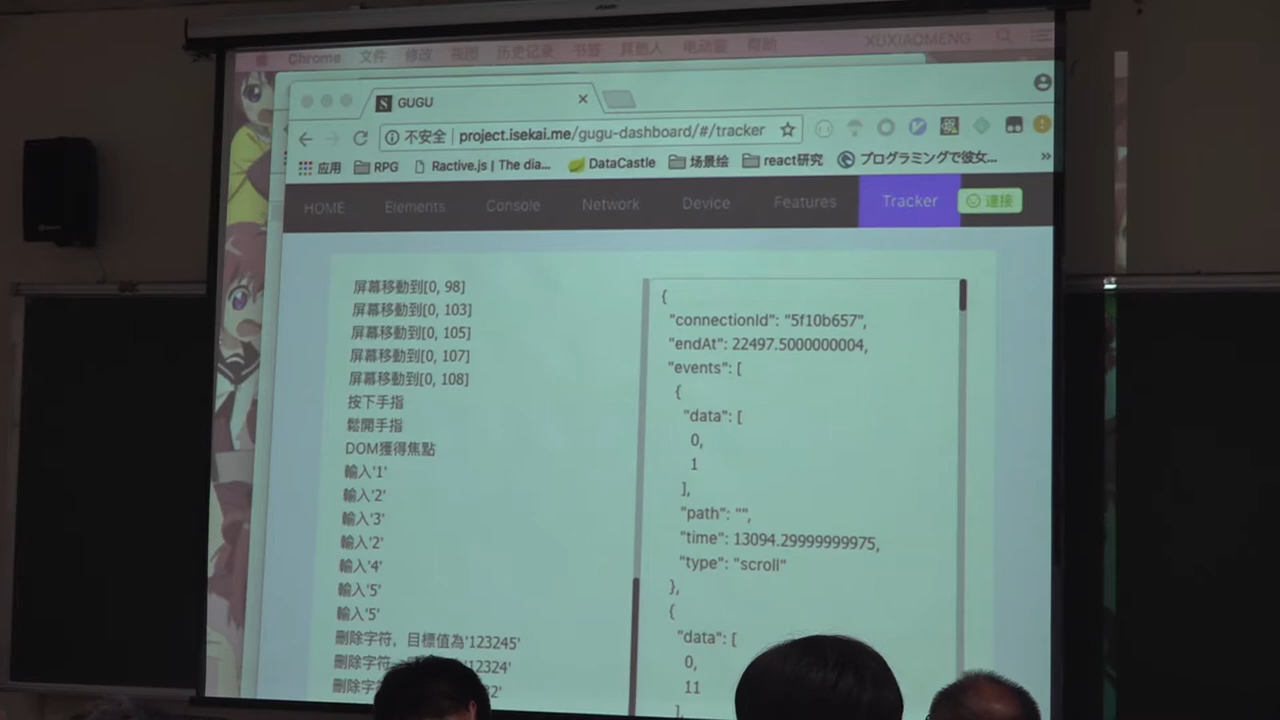 Chrome 文件 修改 视图 历史记录 书签 其他人 电动窗 帮助 XUXIAOMENG
GUGU
不安全 project.isekai.me/gugu-dashboard/#/tracker
应用 RPG Ractive.js | The dia... DataCastle 场景绘 react研究 プログラミングで彼女...
HOME Elements Console Network Device Features Tracker 連接
屏幕移動到[0, 98]
屏幕移動到[0, 103]
屏幕移動到[0, 105]
屏幕移動到[0, 107]
屏幕移動到[0, 108]
按下手指
鬆開手指
DOM獲得焦點
輸入'1'
輸入'2'
輸入'3'
輸入'2'
輸入'4'
輸入'5'
輸入'5'
刪除字符，目標值為'123245'
刪除字符 2324'
刪除字 2'
{
"connectionId": "5f10b657",
"endAt": 22497.5000000004,
"events": [
{
"data": [
0,
1
],
"path": "",
"time": 13094.29999999975,
"type": "scroll"
},
{
"data": [
0,
11
],